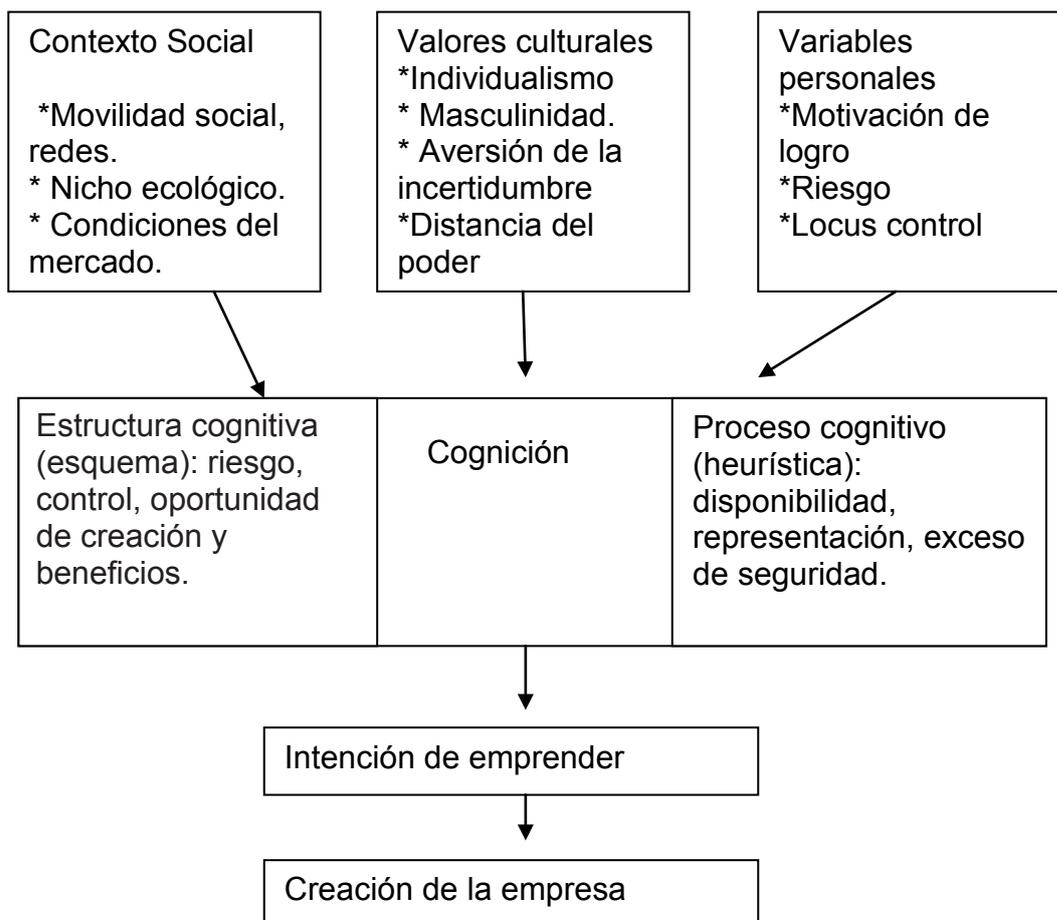 Contexto Social
*Movilidad social,
redes.
* Nicho ecológico.
* Condiciones del
mercado.
Valores culturales
*Individualismo
* Masculinidad.
* Aversión de la
incertidumbre
*Distancia del
poder
Variables
personales
*Motivación de
logro
*Riesgo
*Locus control
Estructura cognitiva
(esquema): riesgo,
control, oportunidad
de creación y
beneficios.
Cognición
Proceso cognitivo
(heurística):
disponibilidad,
representación, exceso
de seguridad.
Intención de emprender
Creación de la empresa